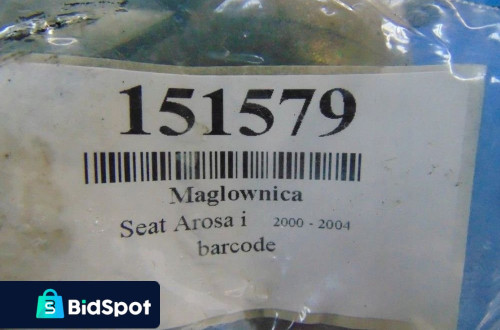 151579
Maglownica
Seat Arosa i 2000 - 2004
barcode
BidSpot